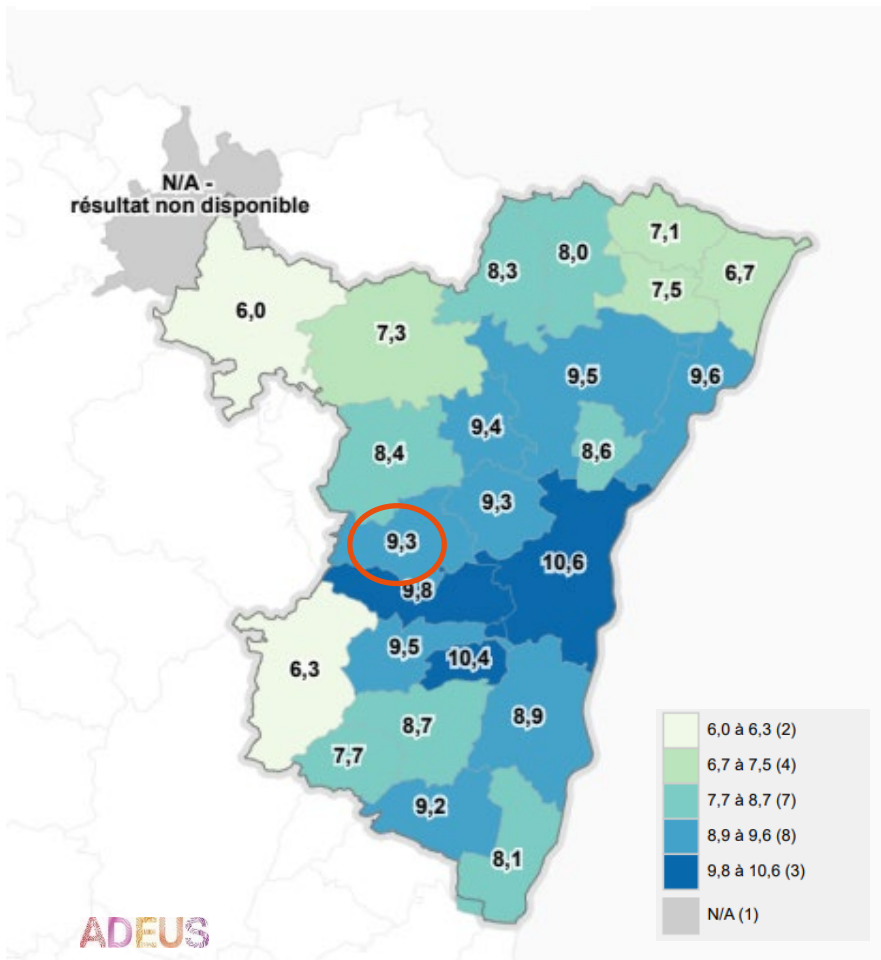 N/A -
résultat non disponible
7,1
8,0
8,3
6,7
7,5
6,0
7,3
9,5
9,6
9,4
8,4
8,6
9,3
9,3
10,6
9,8
9,5
10,4
6,3
8,9
8,7
7,7
9,2
8,1
6,0 à 6,3 (2)
6,7 à 7,5 (4)
7,7 à 8,7 (7)
8,9 à 9,6 (8)
9,8 à 10,6 (3)
N/A (1)
ADEUS